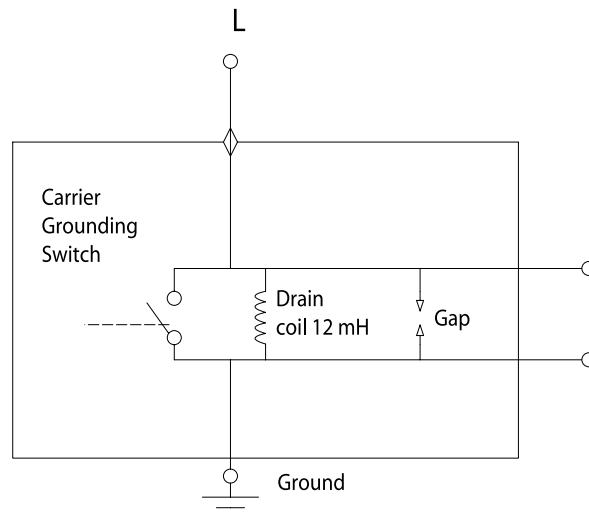 L
Carrier
Grounding
Switch
Drain
coil 12 mH
Gap
Ground